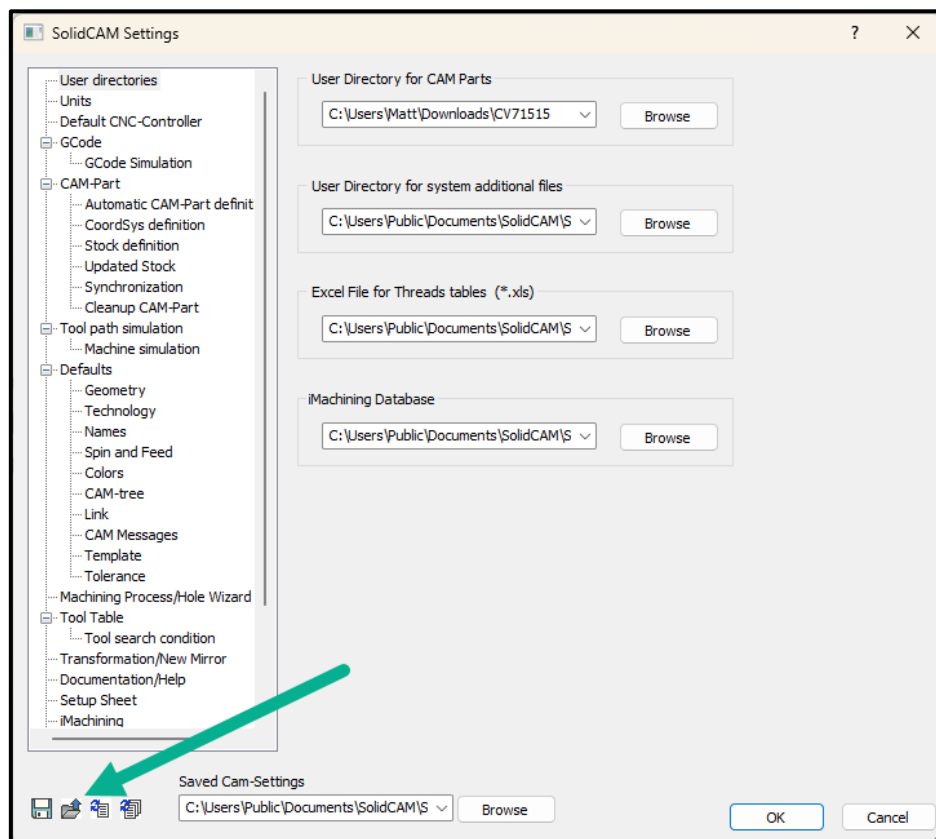 SolidCAM Settings
?
User directories
Units
Default CNC-Controller
GCode
GCode Simulation
CAM-Part
Automatic CAM-Part definit
CoordSys definition
Stock definition
Updated Stock
Synchronization
Cleanup CAM-Part
Tool path simulation
Machine simulation
Defaults
Geometry
Technology
Names
Spin and Feed
Colors
CAM-tree
Link
CAM Messages
Template
Tolerance
Machining Process/Hole Wizard
Tool Table
Tool search condition
Transformation/New Mirror
Documentation/Help
Setup Sheet
iMachining
User Directory for CAM Parts
C:\Users\Matt\Downloads\CV71515
Browse
User Directory for system additional files
C:\Users\Public\Documents\SolidCAM\S
Browse
Excel File for Threads tables (*.xls)
C:\Users\Public\Documents\SolidCAM\S
Browse
iMachining Database
C:\Users\Public\Documents\SolidCAM\S
Browse
Saved Cam-Settings
C:\Users\Public\Documents\SolidCAM\S
Browse
OK
Cancel